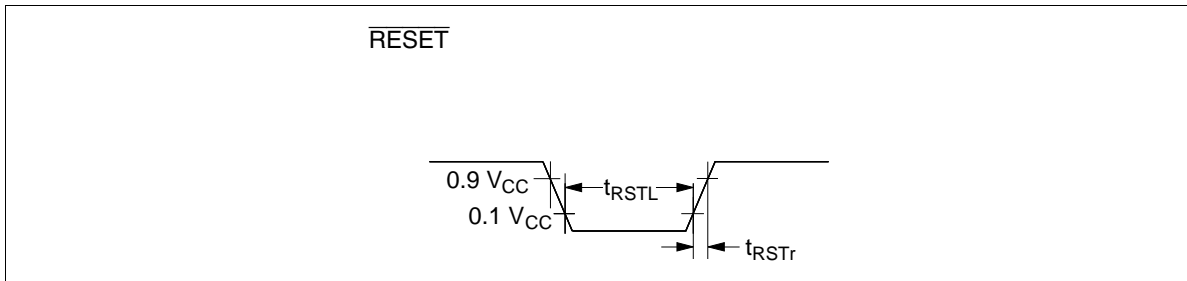 RESET
0.9 VCC
tRSTL
0.1 VCC
tRSTr